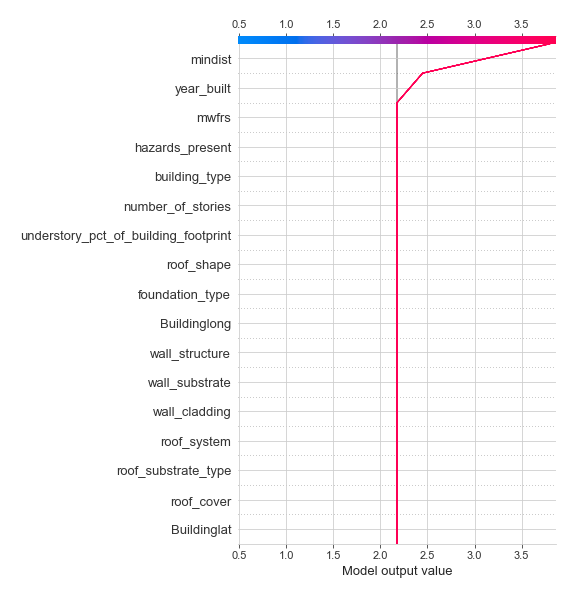 0.5 1.0 1.5 2.0 2.5 3.0 3.5
mindist
year_built
mwfrs
hazards_present
building_type
number_of_stories
understory_pct_of_building_footprint
roof_shape
foundation_type
Buildinglong
wall_structure
wall_substrate
wall_cladding
roof_system
roof_substrate_type
roof_cover
Buildinglat
0.5 1.0 1.5 2.0 2.5 3.0 3.5
Model output value